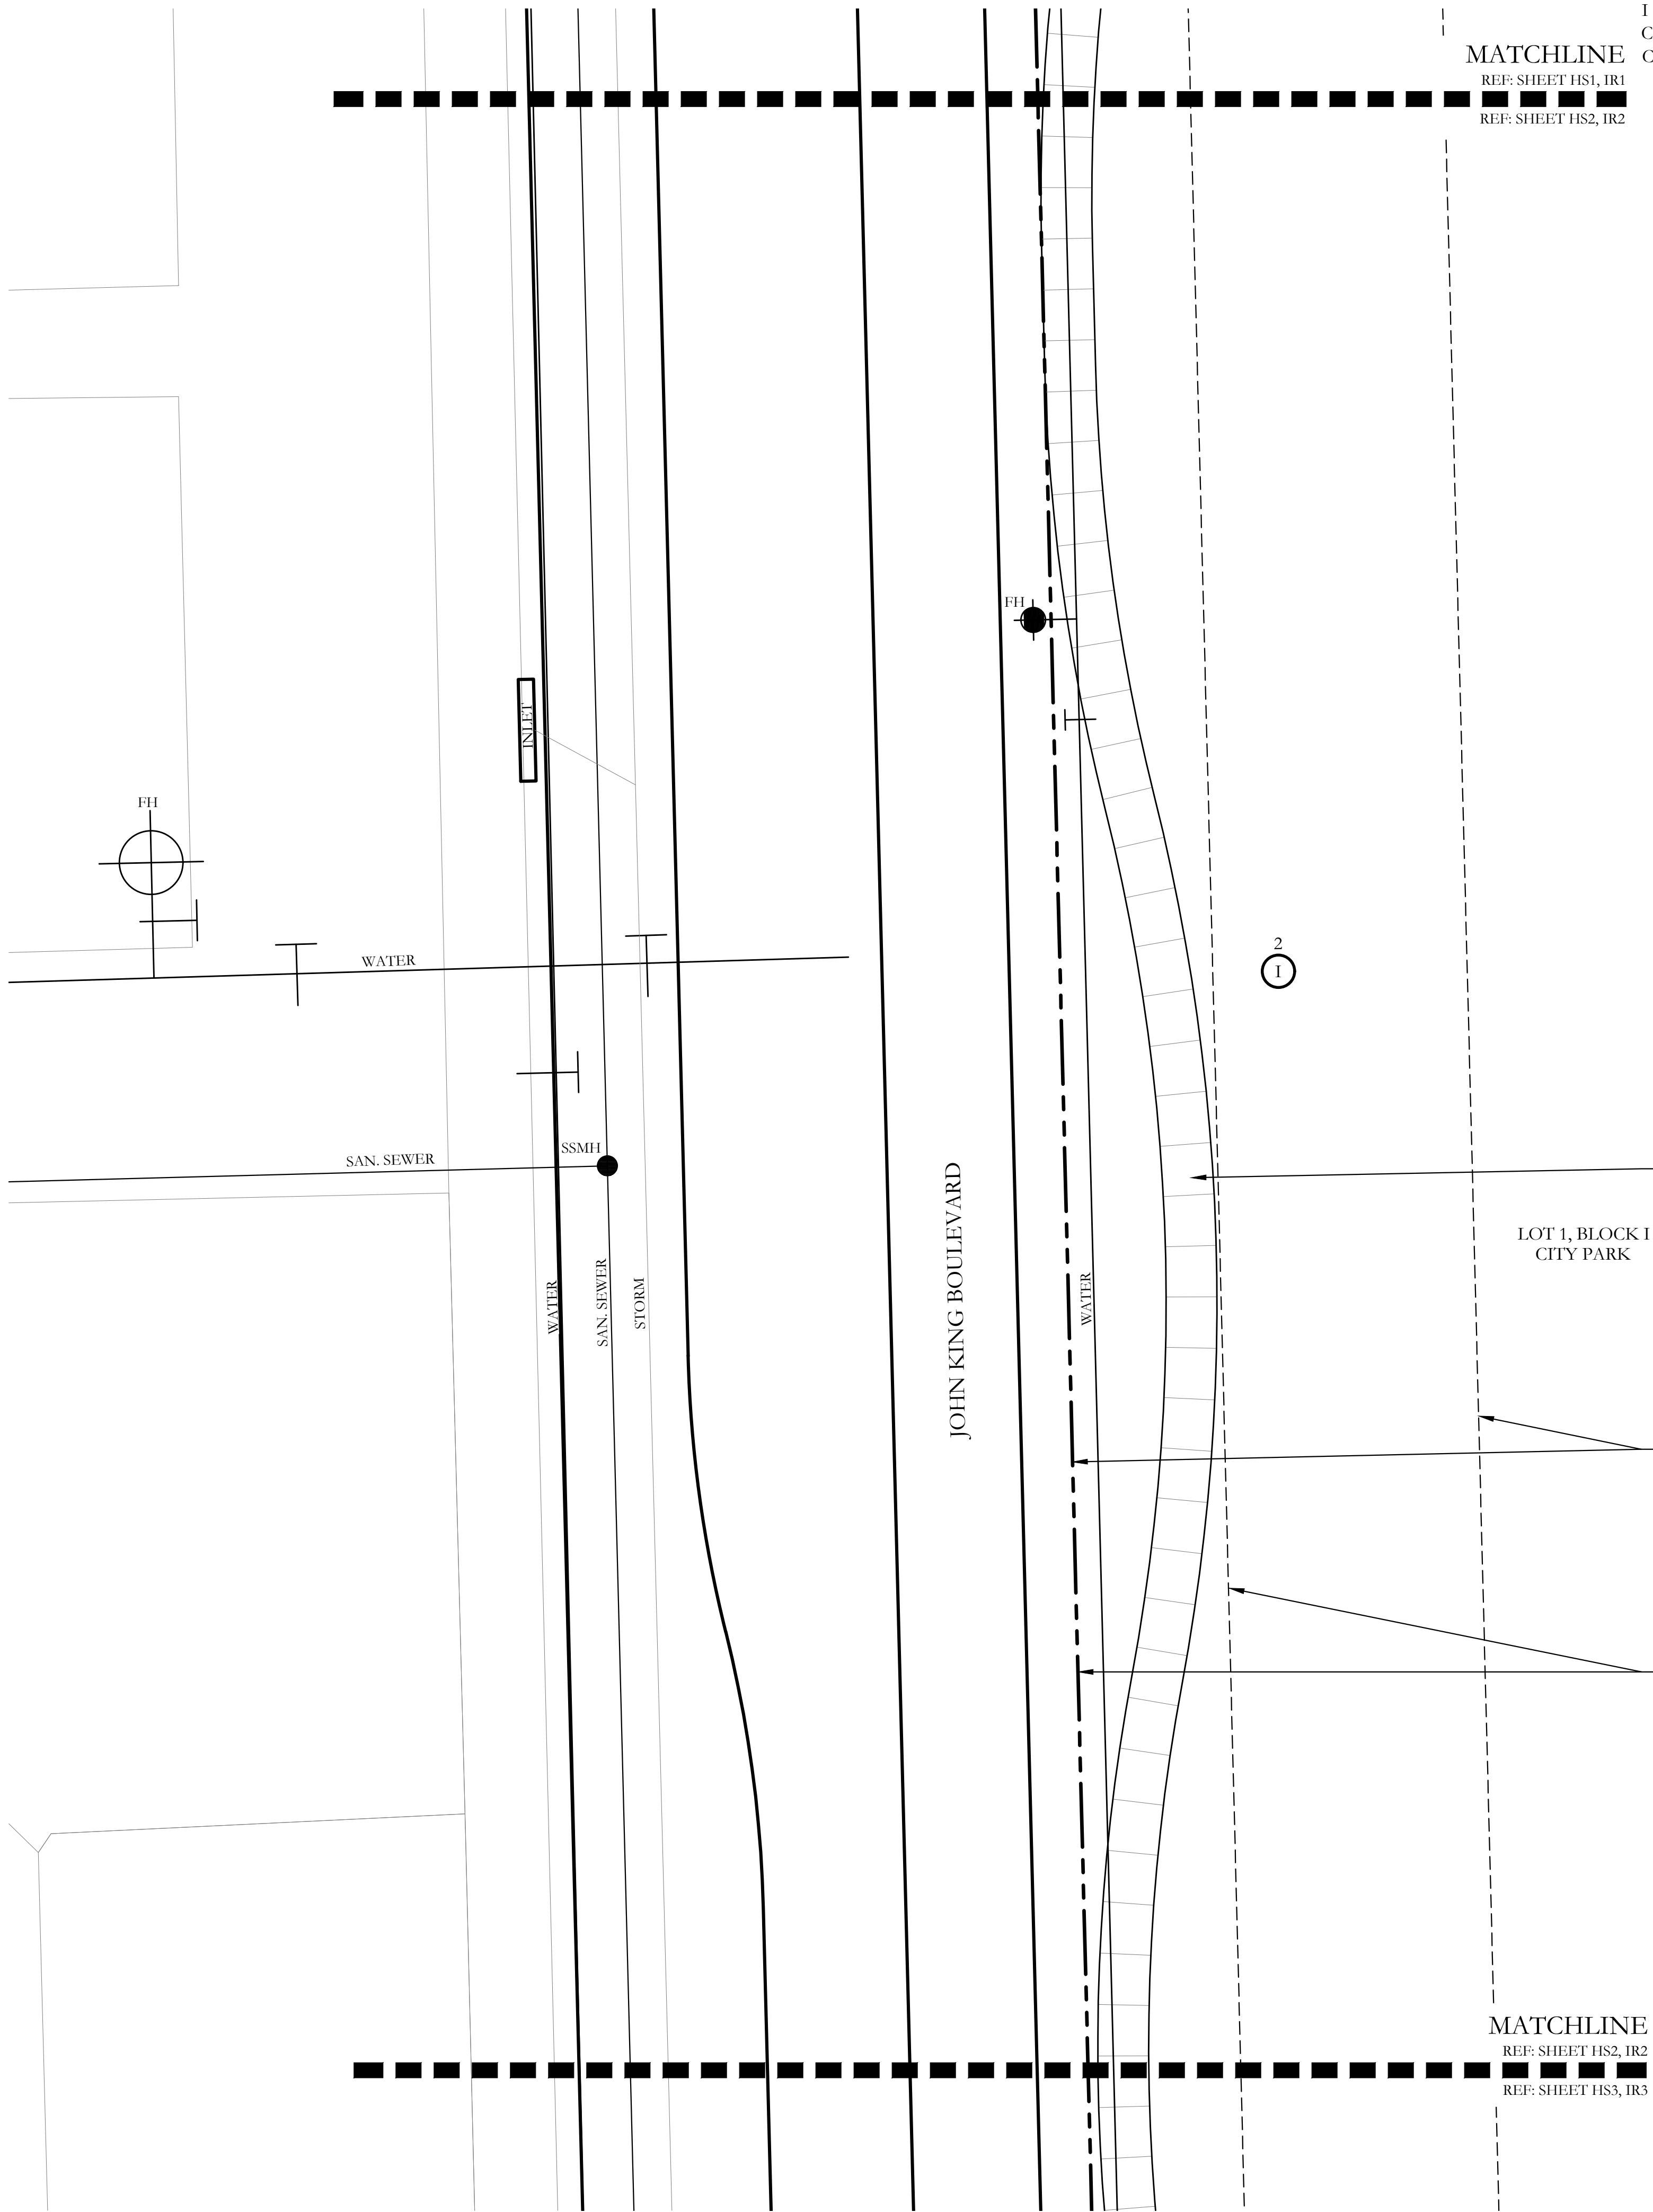 I
C
MATCHLINE
REF: SHEET HS1, IR1
REF: SHEET HS2, IR2
FH
INLET
FH
WATER
2
I
SSMH
SAN. SEWER
LOT 1, BLOCK I
CITY PARK
WATER
SAN. SEWER
STORM
JOHN KING BOULEVARD
WATER
MATCHLINE
REF: SHEET HS2, IR2
REF: SHEET HS3, IR3